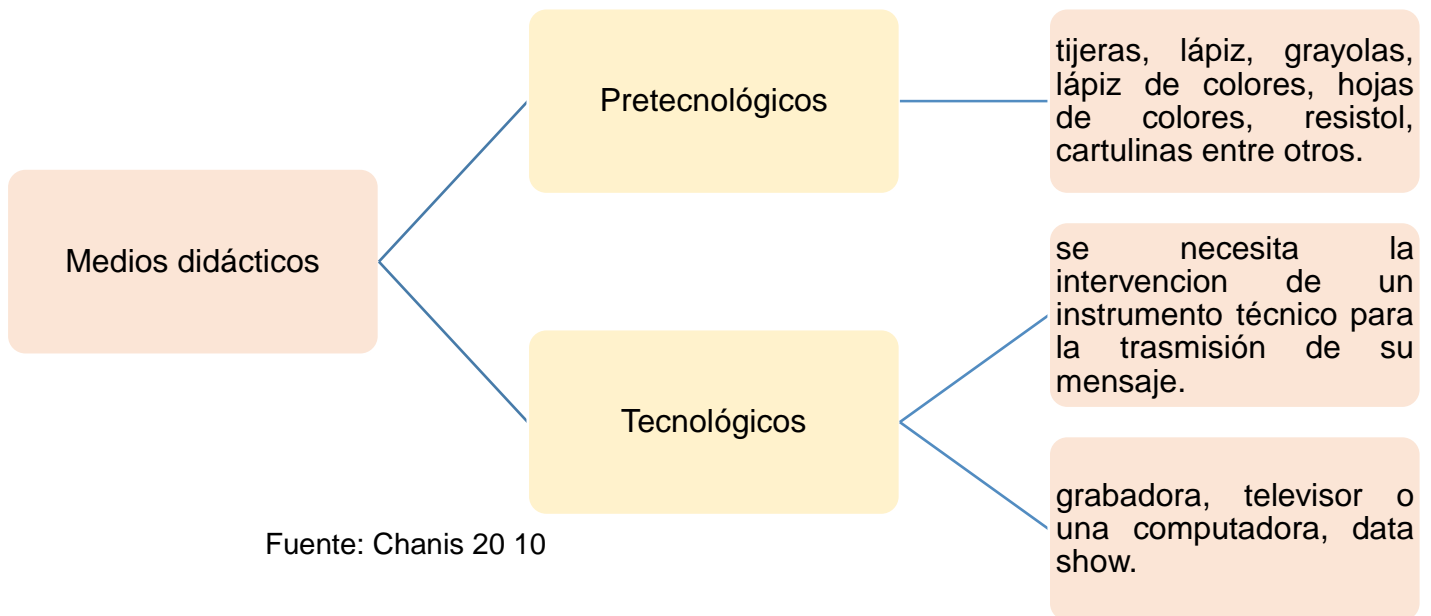 Medios didácticos
Pretecnológicos
tijeras, lápiz, grayolas,
lápiz de colores, hojas
de colores, resistol,
cartulinas entre otros.
Tecnológicos
se necesita la
intervencion de un
instrumento técnico para
la trasmisión de su
mensaje.
grabadora, televisor o
una computadora, data
show.
Fuente: Chanis 20 10